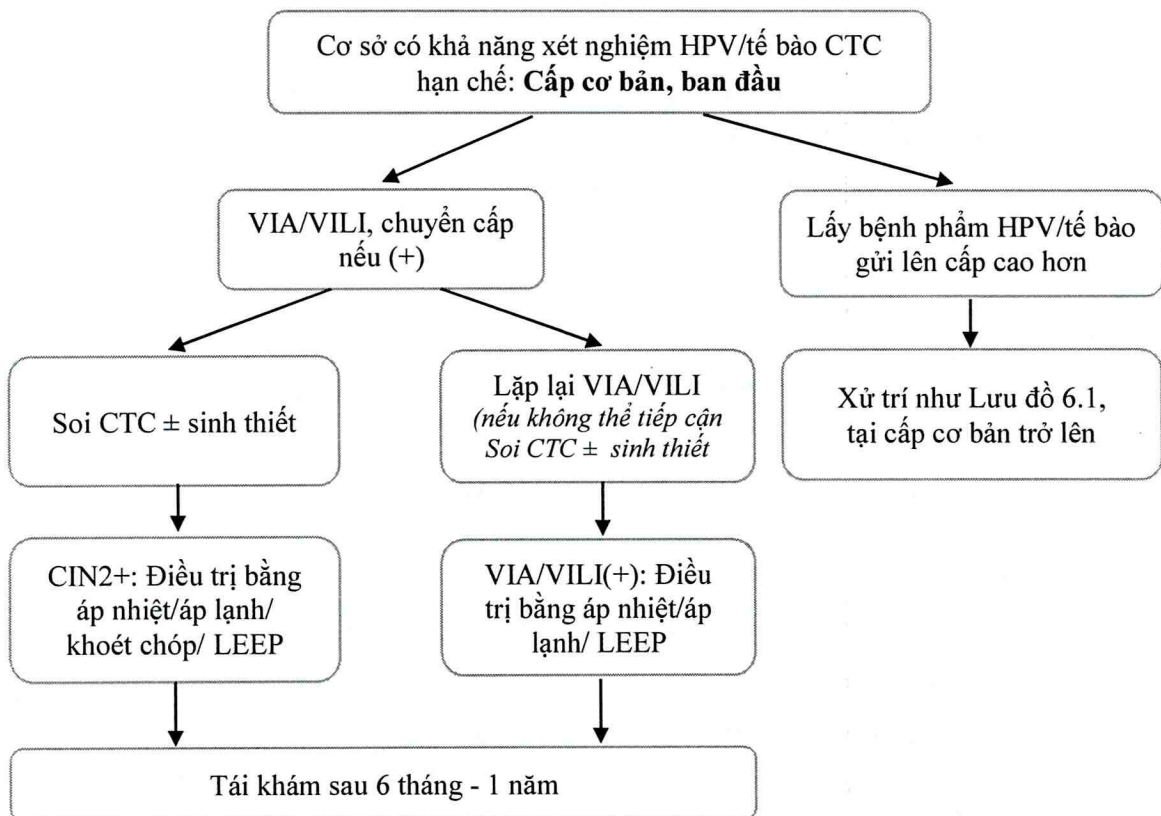 Cơ sở có khả năng xét nghiệm HPV/tế bào CTC
hạn chế: Cấp cơ bản, ban đầu
VIA/VILI, chuyển cấp
nếu (+)
Lấy bệnh phẩm HPV/tế bào
gửi lên cấp cao hơn
Soi CTC ± sinh thiết
Lặp lại VIA/VILI
(nếu không thể tiếp cận
Soi CTC ± sinh thiết
Xử trí như Lưu đồ 6.1,
tại cấp cơ bản trở lên
CIN2+: Điều trị bằng
áp nhiệt/áp lạnh/
khoét chóp/ LEEP
VIA/VILI(+): Điều
trị bằng áp nhiệt/áp
lạnh/ LEEP
Tái khám sau 6 tháng - 1 năm